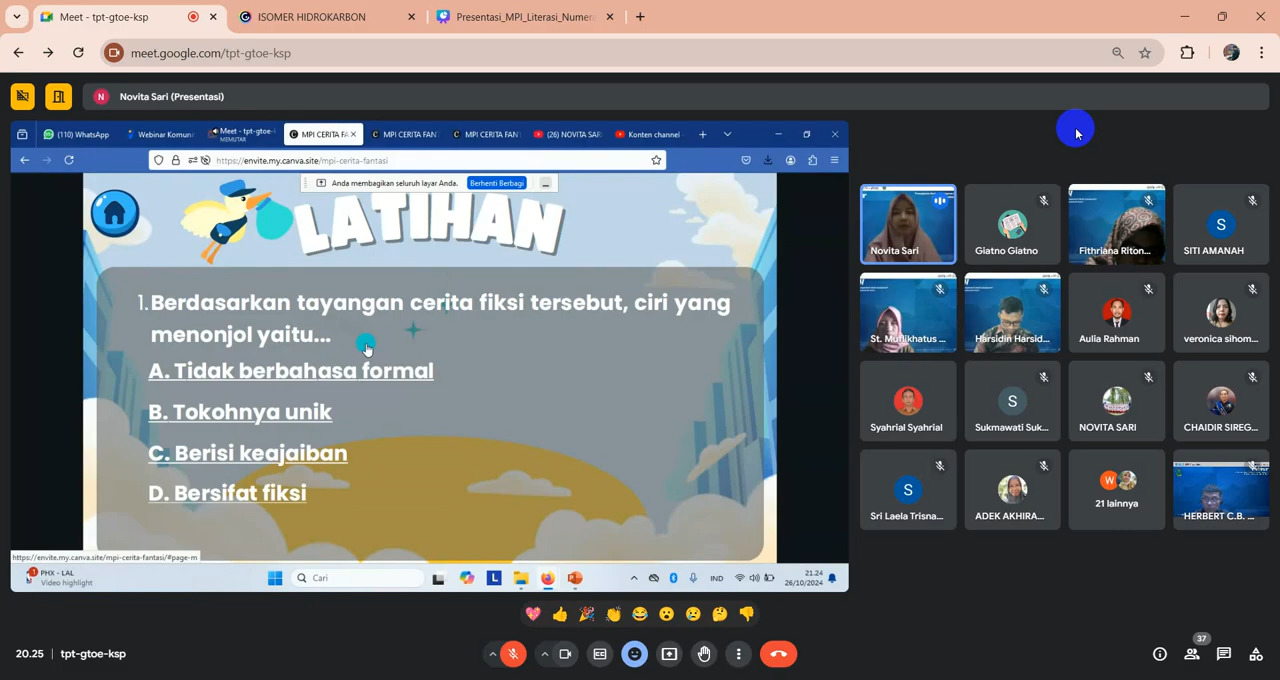 Meet - tpt-gtoe-ksp
ISOMER HIDROKARBON
Presentasi_MPI_Literasi_Numera
meet.google.com/tpt-gtoe-ksp
N
Novita Sari (Presentasi)
(110) WhatsApp
Webinar Komun
Meet - tpt-gtoe-
MEMUTAR
MPI CERITA FA
MPI CERITA FAN
MPI CERITA FAN
(26) NOVITA SAR
Konten channel
https://envite.my.canva.site/mpi-cerita-fantasi
Anda membagikan seluruh layar Anda.
Berhenti Berbagi
LATIHAN
1. Berdasarkan tayangan cerita fiksi tersebut, ciri yang
menonjol yaitu...
A. Tidak berbahasa formal
B. Tokohnya unik
C. Berisi keajaiban
D. Bersifat fiksi
https://envite.my.canva.site/mpi-cerita-fantasi/#page-m
1
PHX - LAL
Video highlight
Cari
L
IND
21.24
26/10/2024
Novita Sari
Giatno Giatno
Fithriana Riton...
S
SITI AMANAH
St. Muflikhatus ...
Harsidin Harsid...
Aulia Rahman
veronica sihom...
Syahrial Syahrial
S
Sukmawati Suk...
NOVITA SARI
CHAIDIR SIREG...
S
Sri Laela Trisna...
ADEK AKHIRA...
W
21 lainnya
HERBERT C.B. ...
20.25
tpt-gtoe-ksp
CC
37